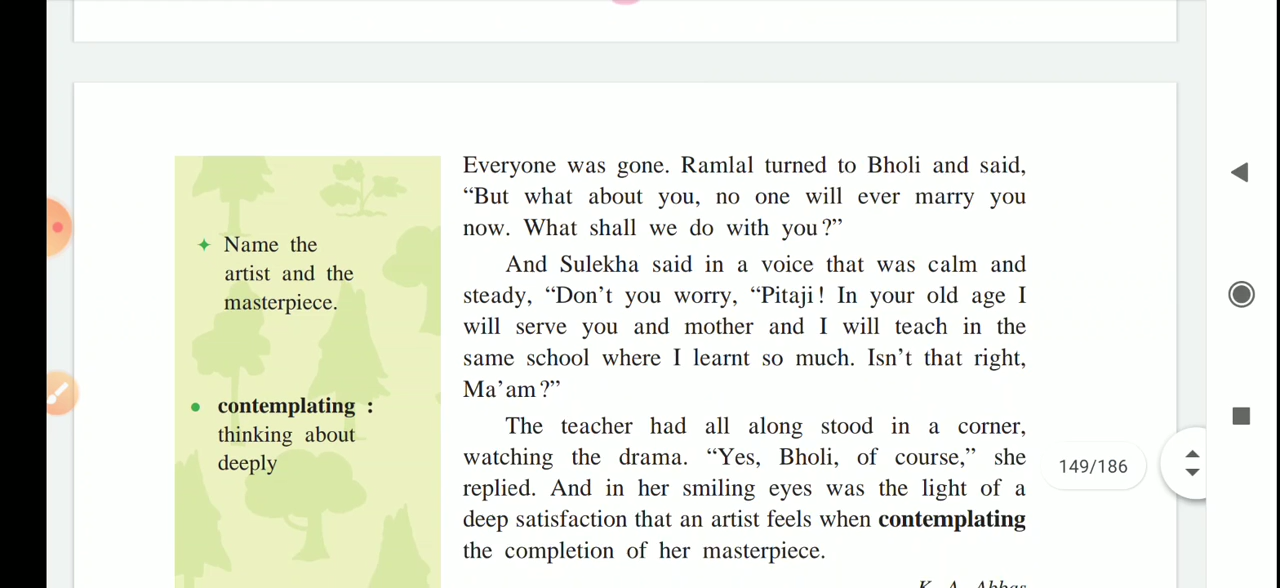 ✦ Name the
artist and the
masterpiece.
• contemplating :
thinking about
deeply
Everyone was gone. Ramlal turned to Bholi and said,
“But what about you, no one will ever marry you
now. What shall we do with you?”
And Sulekha said in a voice that was calm and
steady, “Don’t you worry, “Pitaji! In your old age I
will serve you and mother and I will teach in the
same school where I learnt so much. Isn’t that right,
Ma’am?”
The teacher had all along stood in a corner,
watching the drama. “Yes, Bholi, of course,” she
replied. And in her smiling eyes was the light of a
deep satisfaction that an artist feels when contemplating
the completion of her masterpiece.
K. A. Abbas
149/186